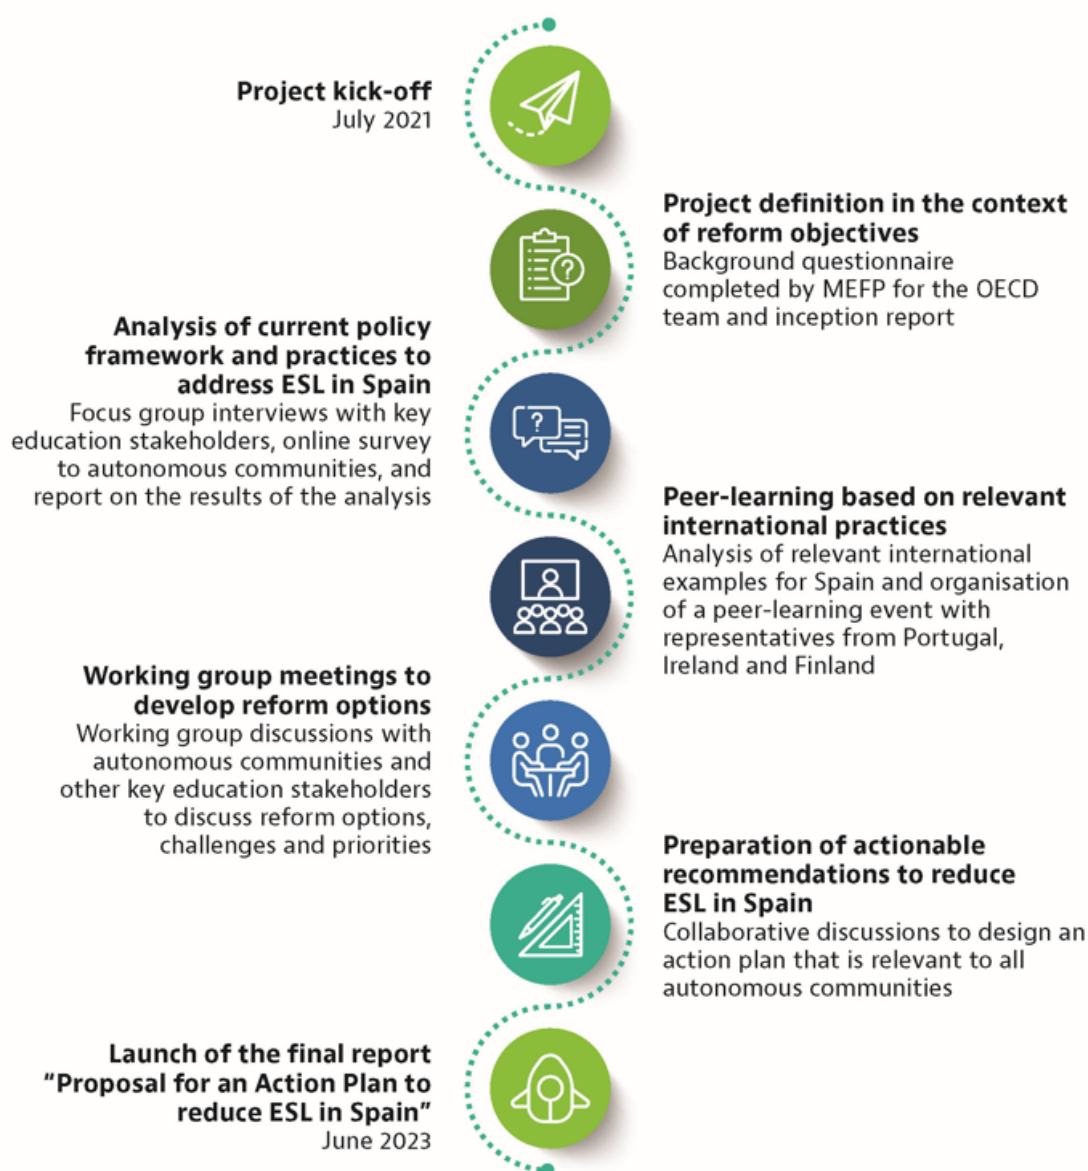 Project kick-off
July 2021
Project definition in the context
of reform objectives
Background questionnaire
completed by MEFP for the OECD
team and inception report
Analysis of current policy
framework and practices to
address ESL in Spain
Focus group interviews with key
education stakeholders, online survey
to autonomous communities, and
report on the results of the analysis
Peer-learning based on relevant
international practices
Analysis of relevant international
examples for Spain and organisation
of a peer-learning event with
representatives from Portugal,
Ireland and Finland
Working group meetings to
develop reform options
Working group discussions with
autonomous communities and
other key education stakeholders
to discuss reform options,
challenges and priorities
Preparation of actionable
recommendations to reduce
ESL in Spain
Collaborative discussions to design an
action plan that is relevant to all
autonomous communities
Launch of the final report
“Proposal for an Action Plan to
reduce ESL in Spain”
June 2023